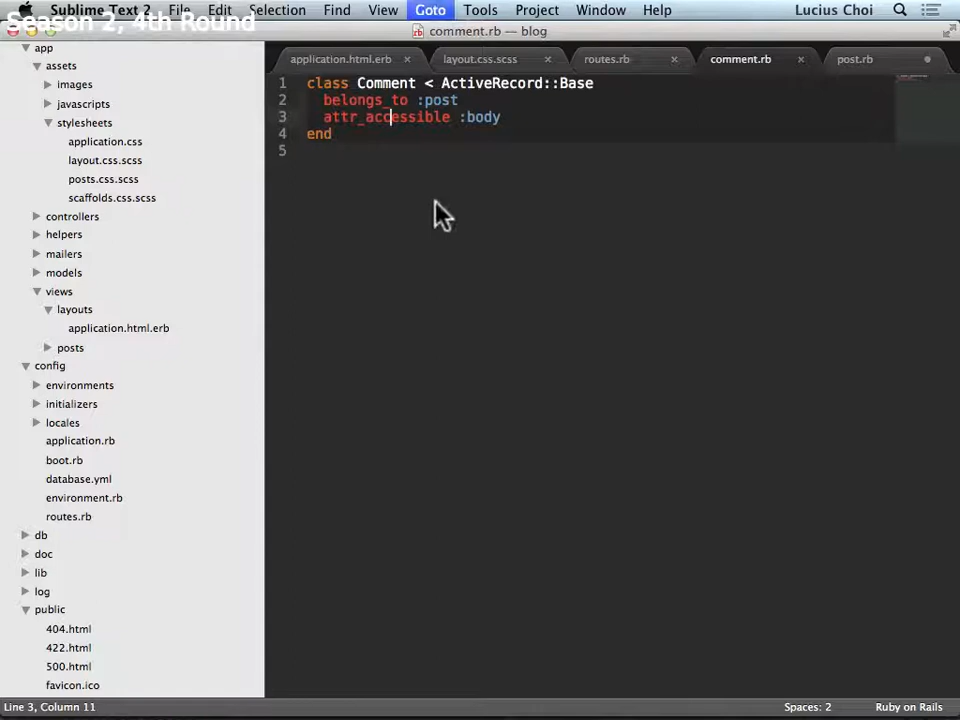 Sublime Text 2 File Edit Selection Find View Goto Tools Project Window Help Lucius Choi
Season 2, 4th Round
comment.rb — blog
application.html.erb × layout.css.scss × routes.rb × comment.rb × post.rb
app
assets
images
javascripts
stylesheets
application.css
layout.css.scss
posts.css.scss
scaffolds.css.scss
controllers
helpers
mailers
models
views
layouts
application.html.erb
posts
config
environments
initializers
locales
application.rb
boot.rb
database.yml
environment.rb
routes.rb
db
doc
lib
log
public
404.html
422.html
500.html
favicon.ico
1 class Comment < ActiveRecord::Base
2 belongs_to :post
3 attr_accessible :body
4 end
5
Line 3, Column 11 Spaces: 2 Ruby on Rails